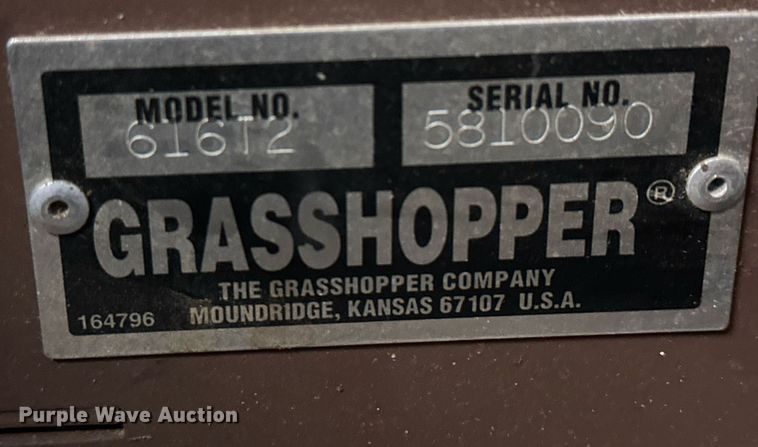 MODEL NO.
616T2
SERIAL NO.
5810090
GRASSHOPPER®
THE GRASSHOPPER COMPANY
164796 MOUNDRIDGE, KANSAS 67107 U.S.A.
Purple Wave Auction